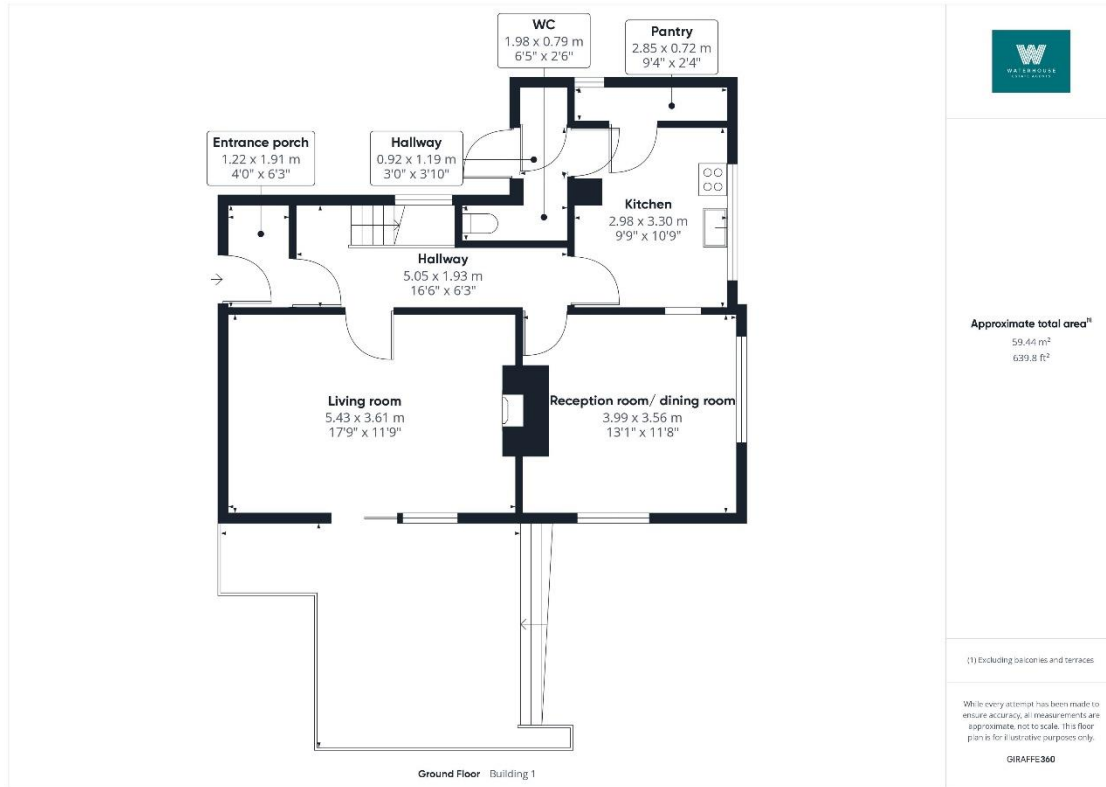 WC
1.98 x 0.79 m
6'5" x 2'6"
Pantry
2.85 x 0.72 m
9'4" x 2'4"
Entrance porch
1.22 x 1.91 m
4'0" x 6'3"
Hallway
0.92 x 1.19 m
3'0" x 3'10"
Kitchen
2.98 x 3.30 m
9'9" x 10'9"
Hallway
5.05 x 1.93 m
16'6" x 6'3"
Living room
5.43 x 3.61 m
17'9" x 11'9"
Reception room/ dining room
3.99 x 3.56 m
13'1" x 11'8"
Ground Floor Building 1
W
WATERHOUSE
ESTATE AGENTS
Approximate total area⁽¹⁾
59.44 m²
639.8 ft²
(1) Excluding balconies and terraces
While every attempt has been made to
ensure accuracy, all measurements are
approximate, not to scale. This floor
plan is for illustrative purposes only.
GIRAFFE360